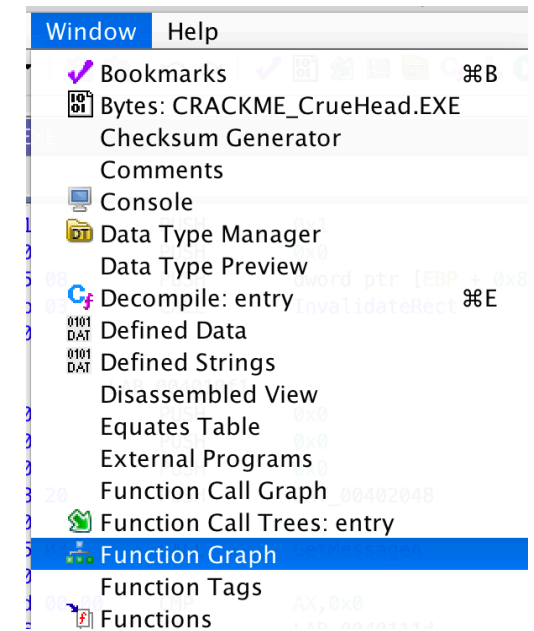 Window Help
Bookmarks ⌘B
Bytes: CRACKME_CrueHead.EXE
Checksum Generator
Comments
Console
Data Type Manager
Data Type Preview
Decompile: entry ⌘E
Defined Data
Defined Strings
Disassembled View
Equates Table
External Programs
Function Call Graph
Function Call Trees: entry
Function Graph
Function Tags
Functions